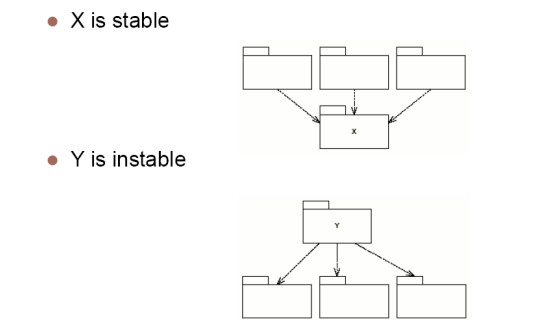 X is stable
X
Y is instable
Y